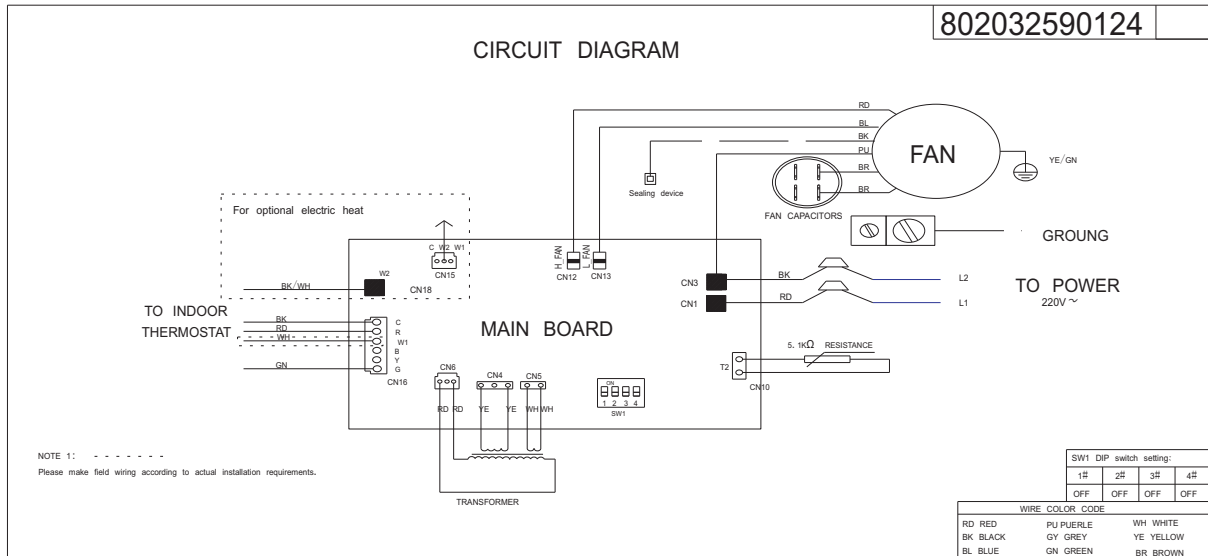 802032590124
CIRCUIT DIAGRAM
RD
BL
BK
PU
BR
BR
FAN
YE/GN
Sealing device
FAN CAPACITORS
For optional electric heat
C W2 W1
CN15
W2
BK/WH
CN18
H_FAN
L_FAN
CN12
CN13
GROUNG
CN3
BK
L2
CN1
RD
L1
TO POWER
220V ~
TO INDOOR
THERMOSTAT
BK
RD
WH
GN
C
R
W1
B
Y
G
CN16
MAIN BOARD
5. 1KΩ RESISTANCE
T2
CN10
CN6
CN4
CN5
RD RD YE YE WH WH
ON
1 2 3 4
SW1
TRANSFORMER
NOTE 1: - - - - - - -
Please make field wiring according to actual installation requirements.
SW1 DIP switch setting:
1# 2# 3# 4#
OFF OFF OFF OFF
WIRE COLOR CODE
RD RED PU PUERLE WH WHITE
BK BLACK GY GREY YE YELLOW
BL BLUE GN GREEN BR BROWN